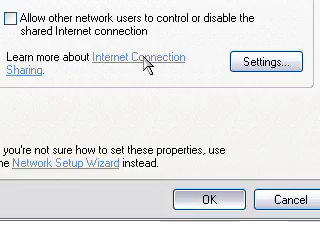 Allow other network users to control or disable the
shared Internet connection
Learn more about Internet Connection
Sharing.
Settings...
you're not sure how to set these properties, use
Network Setup Wizard instead.
OK
Cancel